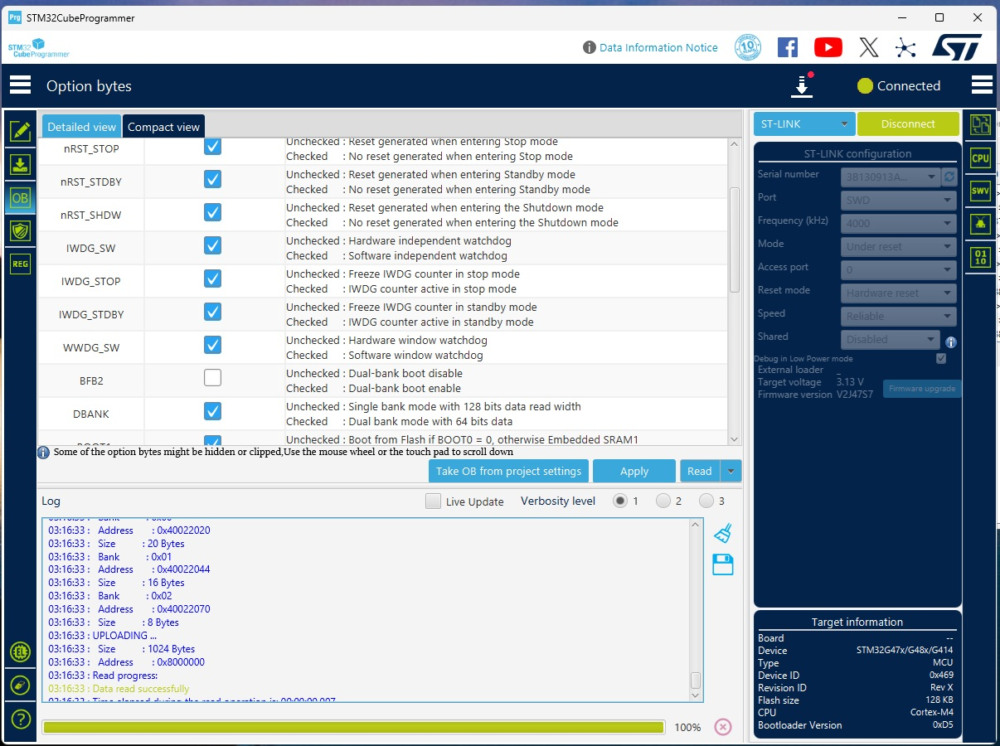 Prg STM32CubeProgrammer
STM32
CubeProgrammer
Data Information Notice
10
Option bytes
Connected
Detailed view
Compact view
ST-LINK
Disconnect
nRST_STOP
Unchecked : Reset generated when entering Stop mode
Checked : No reset generated when entering Stop mode
nRST_STDBY
Unchecked : Reset generated when entering Standby mode
Checked : No reset generated when entering Standby mode
nRST_SHDW
Unchecked : Reset generated when entering the Shutdown mode
Checked : No reset generated when entering the Shutdown mode
IWDG_SW
Unchecked : Hardware independent watchdog
Checked : Software independent watchdog
IWDG_STOP
Unchecked : Freeze IWDG counter in stop mode
Checked : IWDG counter active in stop mode
IWDG_STDBY
Unchecked : Freeze IWDG counter in standby mode
Checked : IWDG counter active in standby mode
WWDG_SW
Unchecked : Hardware window watchdog
Checked : Software window watchdog
BFB2
Unchecked : Dual-bank boot disable
Checked : Dual-bank boot enable
DBANK
Unchecked : Single bank mode with 128 bits data read width
Checked : Dual bank mode with 64 bits data
Unchecked : Boot from Flash if BOOT0 = 0, otherwise Embedded SRAM1
Some of the option bytes might be hidden or clipped,Use the mouse wheel or the touch pad to scroll down
Take OB from project settings
Apply
Read
Log
Live Update
Verbosity level
1
2
3
03:16:33 : Address : 0x40022020
03:16:33 : Size : 20 Bytes
03:16:33 : Bank : 0x01
03:16:33 : Address : 0x40022044
03:16:33 : Size : 16 Bytes
03:16:33 : Bank : 0x02
03:16:33 : Address : 0x40022070
03:16:33 : Size : 8 Bytes
03:16:33 : UPLOADING ...
03:16:33 : Size : 1024 Bytes
03:16:33 : Address : 0x8000000
03:16:33 : Read progress:
03:16:33 : Data read successfully
03:16:33 : Time elapsed during the read operation is: 00:00:00.007
100%
ST-LINK configuration
Serial number 3B130913A...
Port SWD
Frequency (kHz) 4000
Mode Under reset
Access port 0
Reset mode Hardware reset
Speed Reliable
Shared Disabled
Debug in Low Power mode
External loader _
Target voltage 3.13 V
Firmware version V2J47S7
Firmware upgrade
Target information
Board --
Device STM32G47x/G48x/G414
Type MCU
Device ID 0x469
Revision ID Rev X
Flash size 128 KB
CPU Cortex-M4
Bootloader Version 0xD5
OB
REG
CPU
SWV
01
10